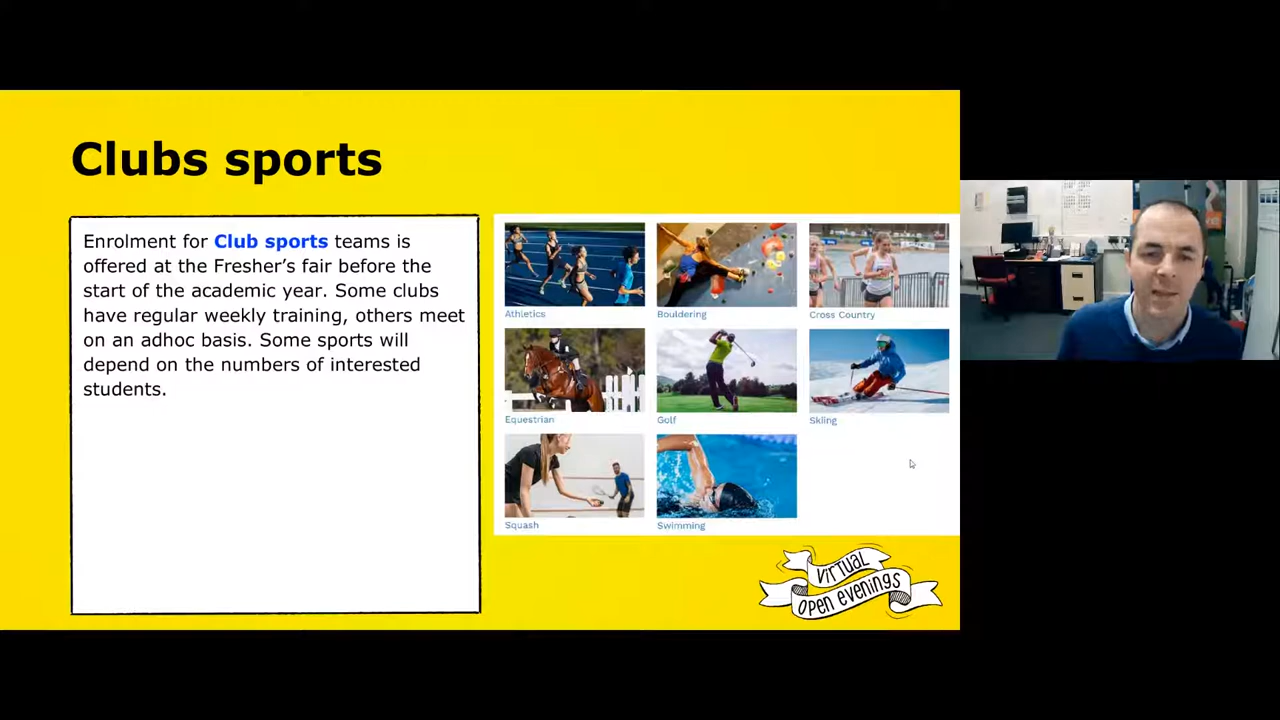 Clubs sports
Enrolment for Club sports teams is
offered at the Fresher’s fair before the
start of the academic year. Some clubs
have regular weekly training, others meet
on an adhoc basis. Some sports will
depend on the numbers of interested
students.
Athletics
Bouldering
Cross Country
Equestrian
Golf
Skiing
Squash
Swimming
VIRTUAL
OPEN EVENINGS